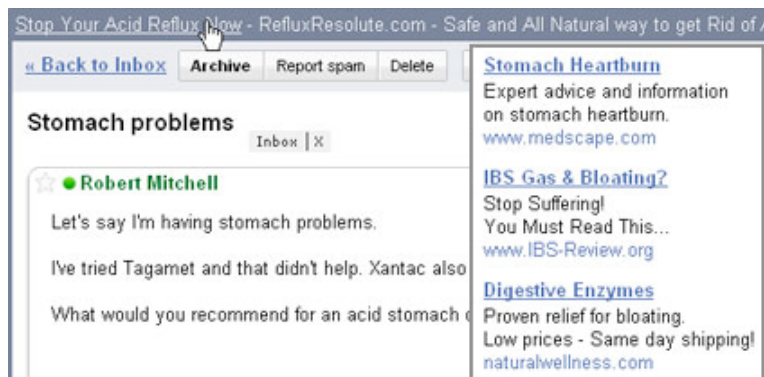 Stop Your Acid Reflux Now - RefluxResolute.com - Safe and All Natural way to get Rid of
« Back to Inbox Archive Report spam Delete
Stomach problems
Inbox | X
Robert Mitchell
Let's say I'm having stomach problems.
I've tried Tagamet and that didn't help. Xantac also
What would you recommend for an acid stomach
Stomach Heartburn
Expert advice and information
on stomach heartburn.
www.medscape.com
IBS Gas & Bloating?
Stop Suffering!
You Must Read This...
www.IBS-Review.org
Digestive Enzymes
Proven relief for bloating.
Low prices - Same day shipping!
naturalwellness.com